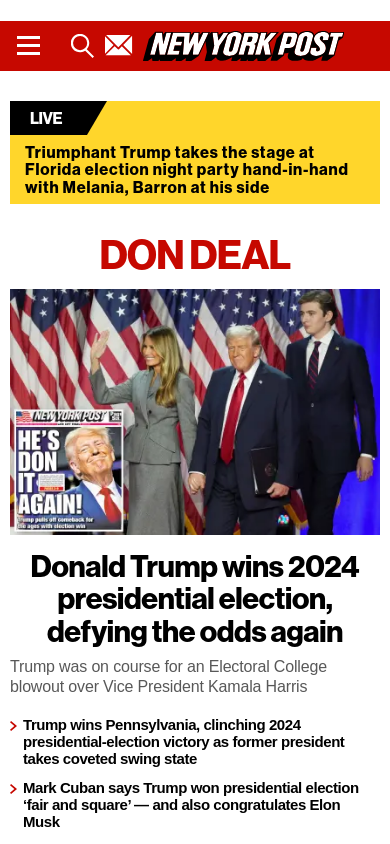 NEW YORK POST
LIVE
Triumphant Trump takes the stage at
Florida election night party hand-in-hand
with Melania, Barron at his side
DON DEAL
NEW YORK POST
HE'S
DON
IT
AGAIN!
Trump pulls off comeback for
the ages with election win
Donald Trump wins 2024
presidential election,
defying the odds again
Trump was on course for an Electoral College
blowout over Vice President Kamala Harris
Trump wins Pennsylvania, clinching 2024
presidential-election victory as former president
takes coveted swing state
Mark Cuban says Trump won presidential election
‘fair and square’ — and also congratulates Elon
Musk